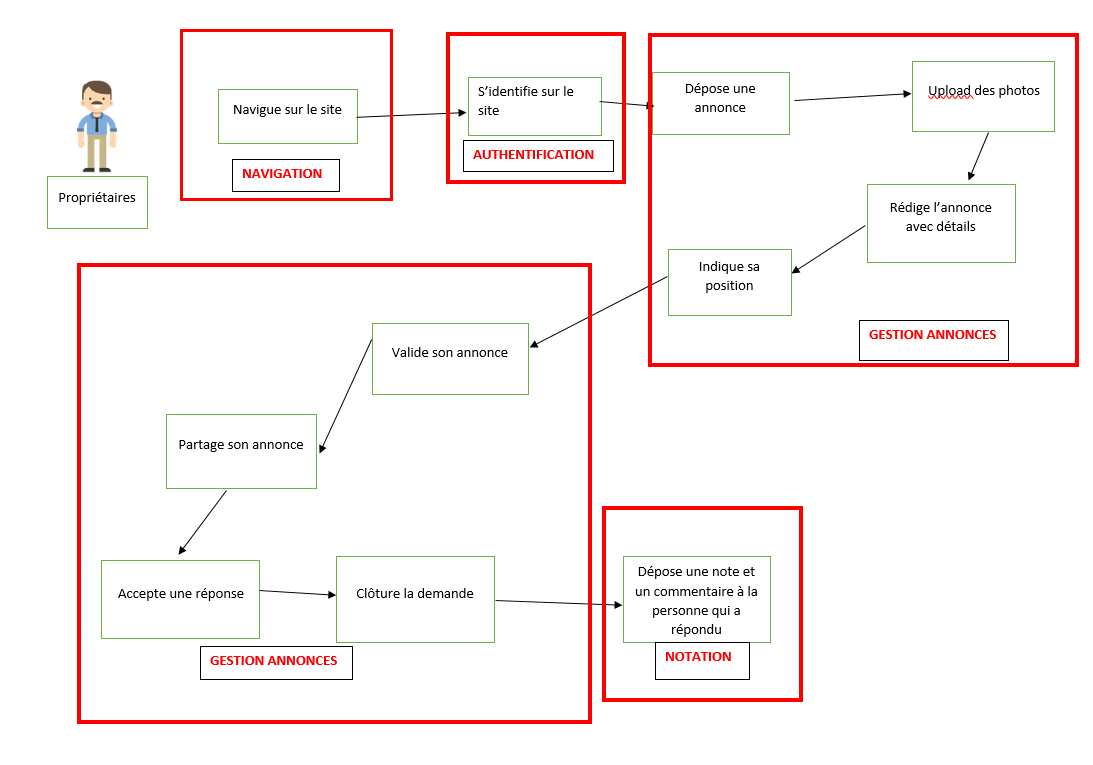 Propriétaires
Navigue sur le site
NAVIGATION
S’identifie sur le
site
AUTHENTIFICATION
Dépose une
annonce
Upload des photos
Rédige l’annonce
avec détails
Indique sa
position
GESTION ANNONCES
Valide son annonce
Partage son annonce
Accepte une réponse
Clôture la demande
GESTION ANNONCES
Dépose une note et
un commentaire à la
personne qui a
répondu
NOTATION